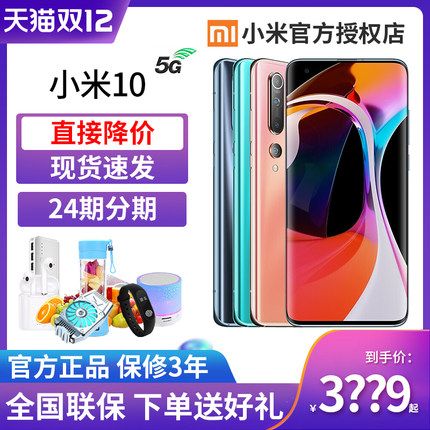 天猫双12
小米官方授权店
小米10
5G
直接降价
现货速发
24期分期
官方正品 保修3年
到手价：
¥3??9起
全国联保 下单送好礼